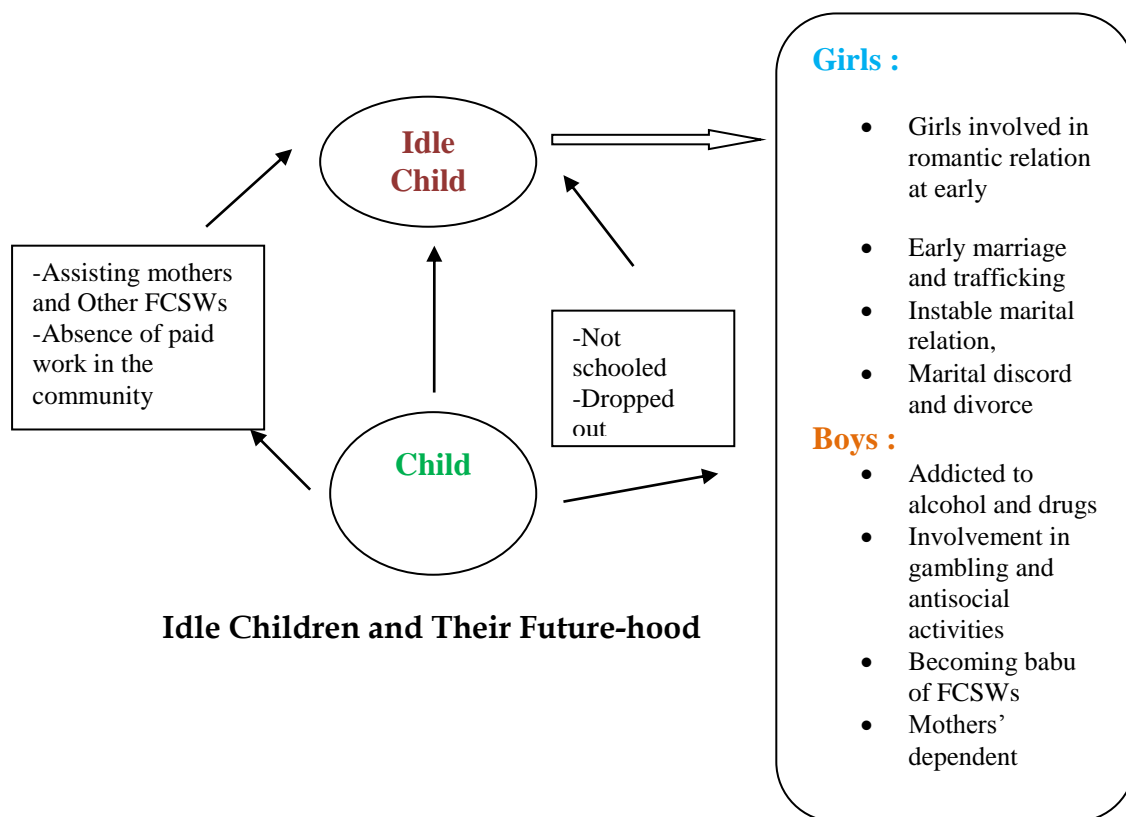 Idle
Child
-Assisting mothers
and Other FCSWs
-Absence of paid
work in the
community
-Not
schooled
-Dropped
out
Child
Idle Children and Their Future-hood
Girls :
• Girls involved in
romantic relation
at early
• Early marriage
and trafficking
• Instable marital
relation,
• Marital discord
and divorce
Boys :
• Addicted to
alcohol and drugs
• Involvement in
gambling and
antisocial
activities
• Becoming babu
of FCSWs
• Mothers’
dependent